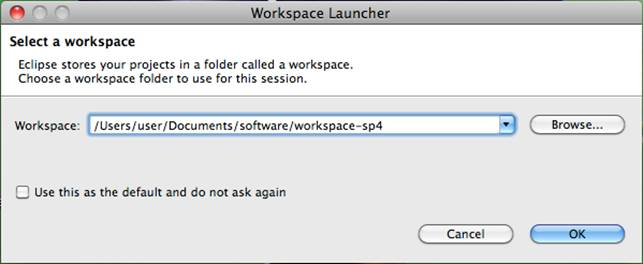 Workspace Launcher
Select a workspace
Eclipse stores your projects in a folder called a workspace.
Choose a workspace folder to use for this session.
Workspace: /Users/user/Documents/software/workspace-sp4 Browse...
Use this as the default and do not ask again
Cancel OK